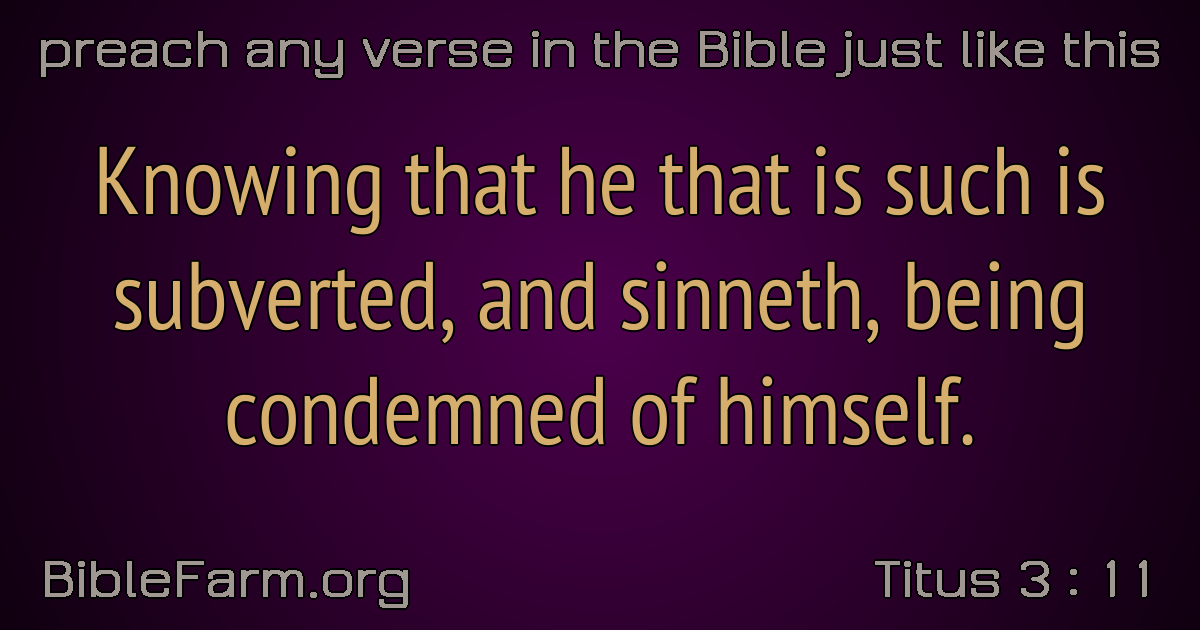 preach any verse in the Bible just like this
Knowing that he that is such is
subverted, and sinneth, being
condemned of himself.
BibleFarm.org
Titus 3 : 11